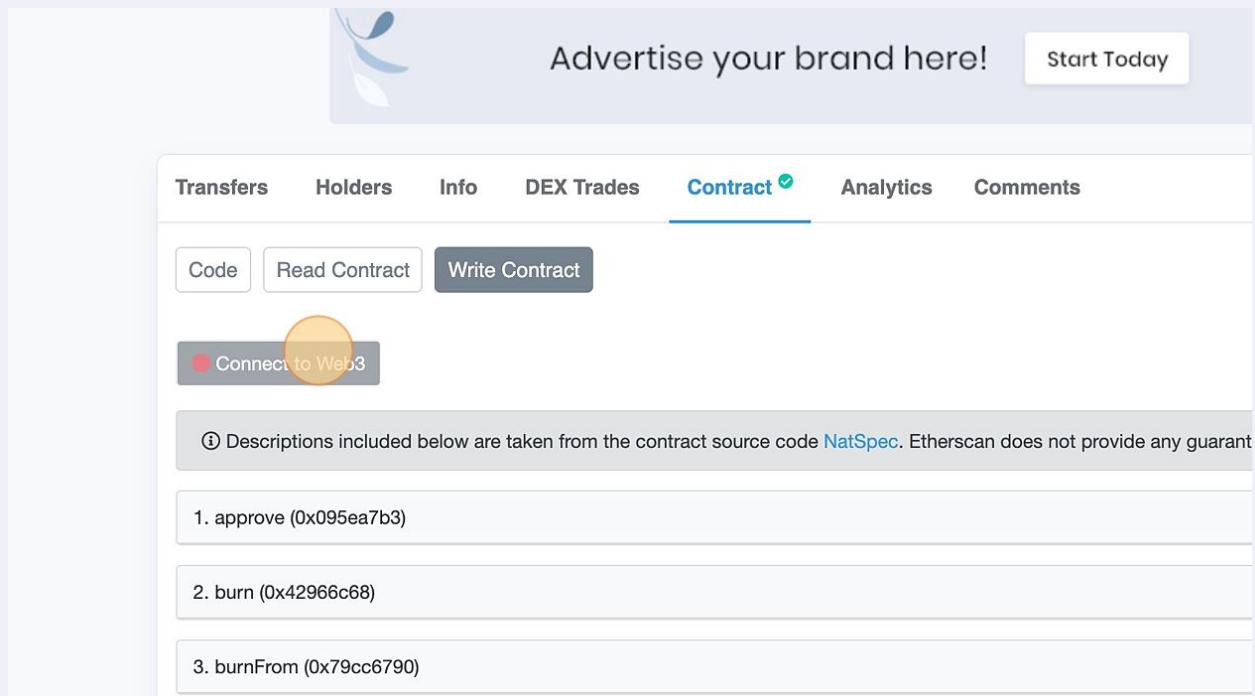 Advertise your brand here! Start Today
Transfers Holders Info DEX Trades Contract Analytics Comments
Code Read Contract Write Contract
Connect to Web3
Descriptions included below are taken from the contract source code NatSpec. Etherscan does not provide any guarant
1. approve (0x095ea7b3)
2. burn (0x42966c68)
3. burnFrom (0x79cc6790)